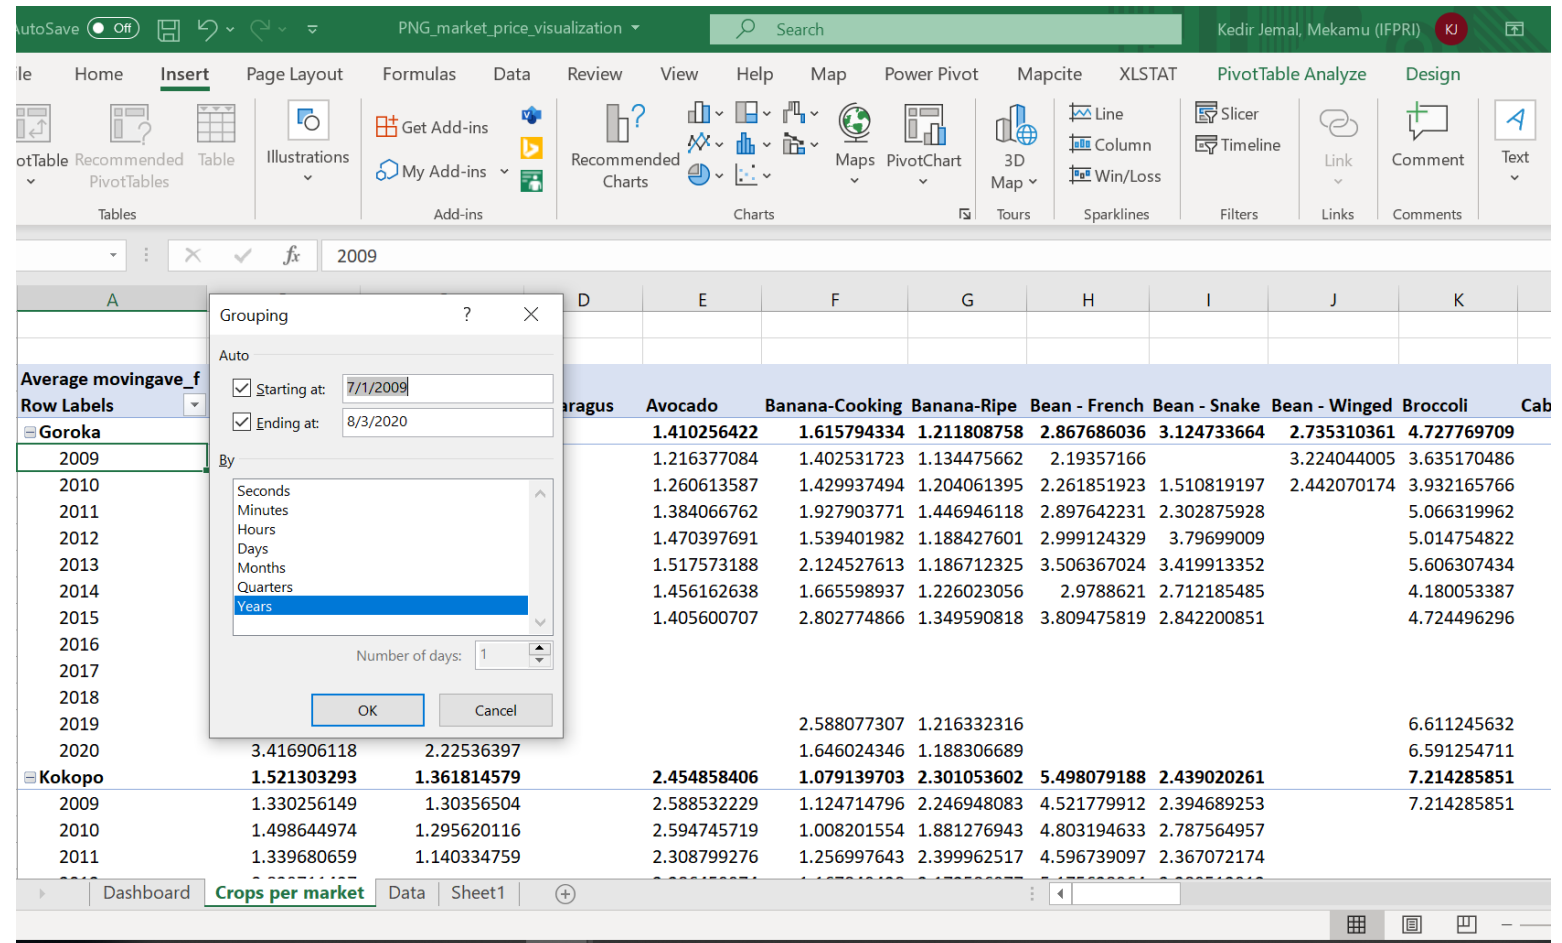 AutoSave Off PNG_market_price_visualization Search Kedir Jemal, Mekamu (IFPRI) KJ
ile Home Insert Page Layout Formulas Data Review View Help Map Power Pivot Mapcite XLSTAT PivotTable Analyze Design
otTable Recommended PivotTables Table Illustrations Get Add-ins My Add-ins Recommended Charts Maps PivotChart 3D Map Line Column Win/Loss Slicer Timeline Link Comment Text
Tables Add-ins Charts Tours Sparklines Filters Links Comments
fx 2009
A D E F G H I J K
Grouping ? 
Auto
Starting at: 7/1/2009
Ending at: 8/3/2020
By
Seconds
Minutes
Hours
Days
Months
Quarters
Years
Number of days: 1
OK Cancel
Average movingave_f
Row Labels aragus Avocado Banana-Cooking Banana-Ripe Bean - French Bean - Snake Bean - Winged Broccoli Cab
Goroka 1.410256422 1.615794334 1.211808758 2.867686036 3.124733664 2.735310361 4.727769709
2009 1.216377084 1.402531723 1.134475662 2.19357166 3.224044005 3.635170486
2010 1.260613587 1.429937494 1.204061395 2.261851923 1.510819197 2.442070174 3.932165766
2011 1.384066762 1.927903771 1.446946118 2.897642231 2.302875928 5.066319962
2012 1.470397691 1.539401982 1.188427601 2.999124329 3.79699009 5.014754822
2013 1.517573188 2.124527613 1.186712325 3.506367024 3.419913352 5.606307434
2014 1.456162638 1.665598937 1.226023056 2.9788621 2.712185485 4.180053387
2015 1.405600707 2.802774866 1.349590818 3.809475819 2.842200851 4.724496296
2016
2017
2018
2019 2.588077307 1.216332316 6.611245632
2020 3.416906118 2.22536397 1.646024346 1.188306689 6.591254711
Kokopo 1.521303293 1.361814579 2.454858406 1.079139703 2.301053602 5.498079188 2.439020261 7.214285851
2009 1.330256149 1.30356504 2.588532229 1.124714796 2.246948083 4.521779912 2.394689253 7.214285851
2010 1.498644974 1.295620116 2.594745719 1.008201554 1.881276943 4.803194633 2.787564957
2011 1.339680659 1.140334759 2.308799276 1.256997643 2.399962517 4.596739097 2.367072174
Dashboard Crops per market Data Sheet1